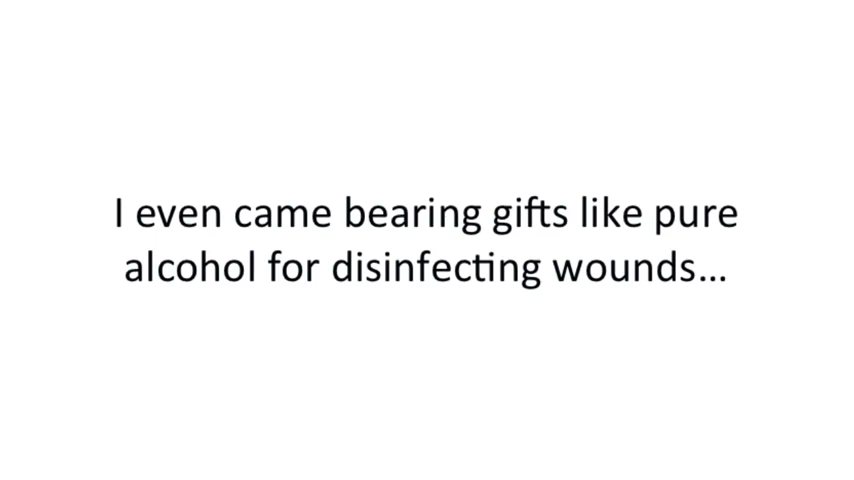 I even came bearing gifts like pure
alcohol for disinfecting wounds…